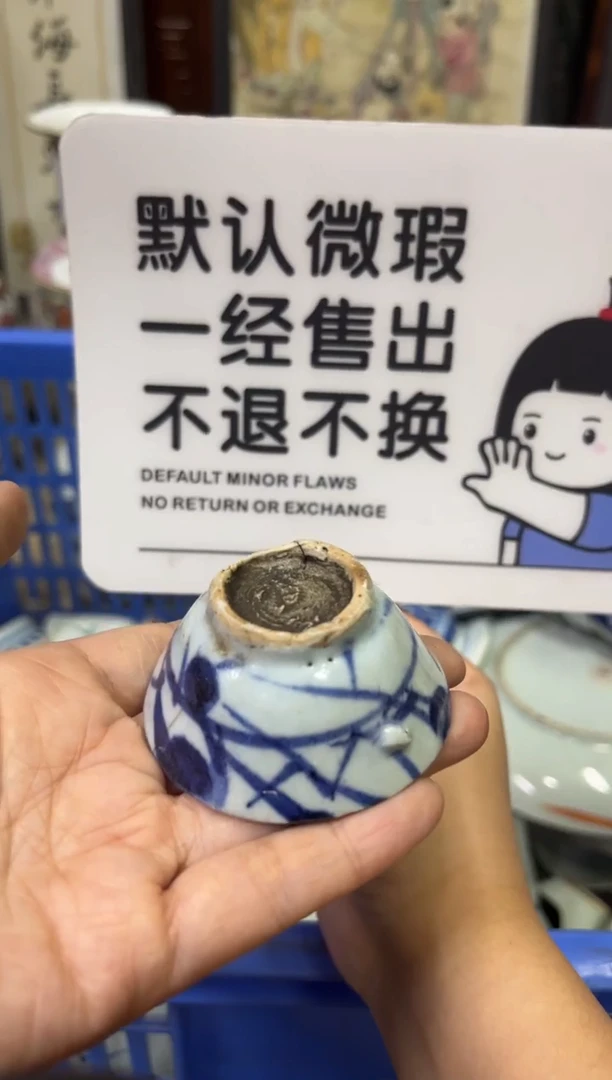 默认微瑕
一经售出
不退不换
DEFAULT MINOR FLAWS
NO RETURN OR EXCHANGE